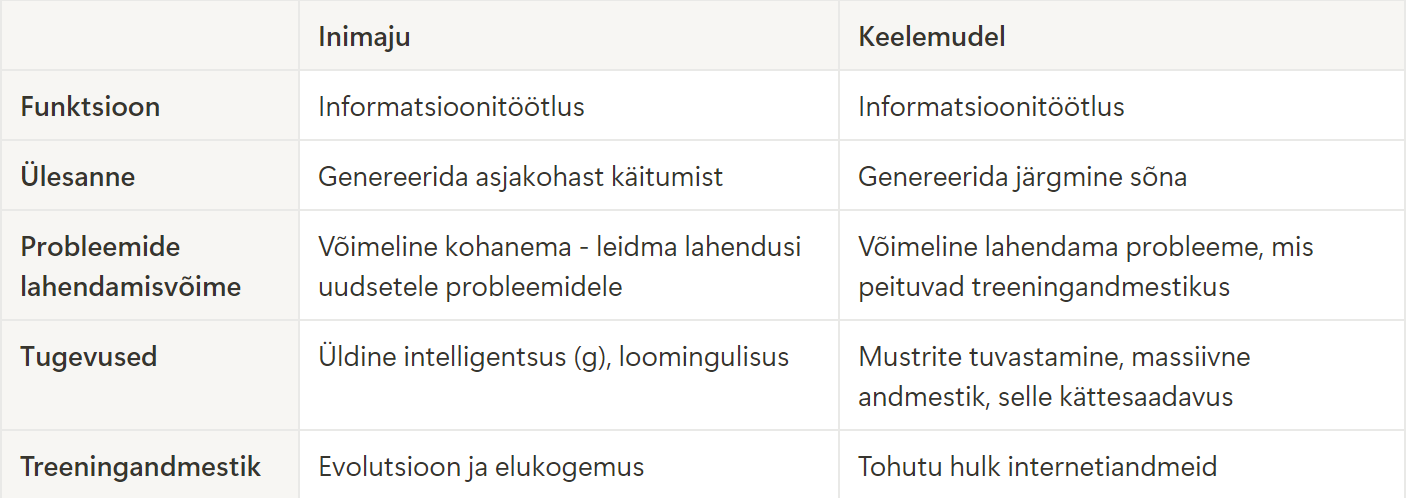 Inimaju Keelemudel
Funktsioon Informatsioonitöötlus Informatsioonitöötlus
Ülesanne Genereerida asjakohast käitumist Genereerida järgmine sõna
Probleemide Võimeline kohanema - leidma lahendusi Võimeline lahendama probleeme, mis
lahendamisvõime uudsetele probleemidele peituvad treeningandmestikus
Tugevused Üldine intelligentsus (g), loomingulisus Mustrite tuvastamine, massiivne
andmestik, selle kättesaadavus
Treeningandmestik Evolutsioon ja elukogemus Tohutu hulk internetiandmeid